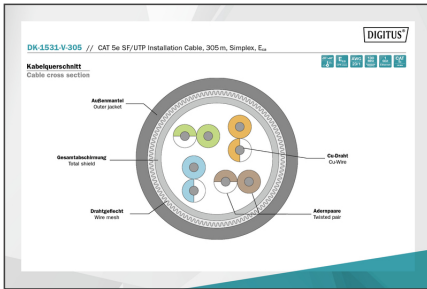 DIGITUS®
DK-1531-V-305 // CAT 5e SF/UTP Installation Cable, 305 m, Simplex, Eca
Kabelquerschnitt
Cable cross section
Außenmantel
Outer jacket
Gesamtabschirmung
Total shield
Cu-Draht
Cu-Wire
Drahtgeflecht
Wire mesh
Adernpaare
Twisted pair